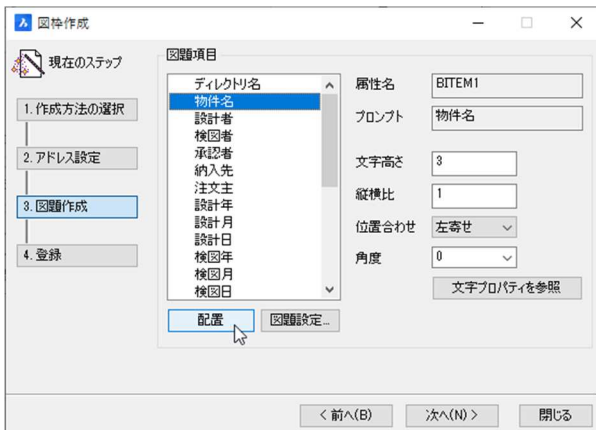 図枠作成
現在のステップ
1.作成方法の選択
2.アドレス設定
3.図題作成
4.登録
図題項目
ディレクトリ名
物件名
設計者
検図者
承認者
納入先
注文主
設計年
設計月
設計日
検図年
検図月
検図日
配置
図題設定...
属性名 BITEM1
プロンプト 物件名
文字高さ 3
縦横比 1
位置合わせ 左寄せ
角度 0
文字プロパティを参照
< 前へ(B)
次へ(N) >
閉じる